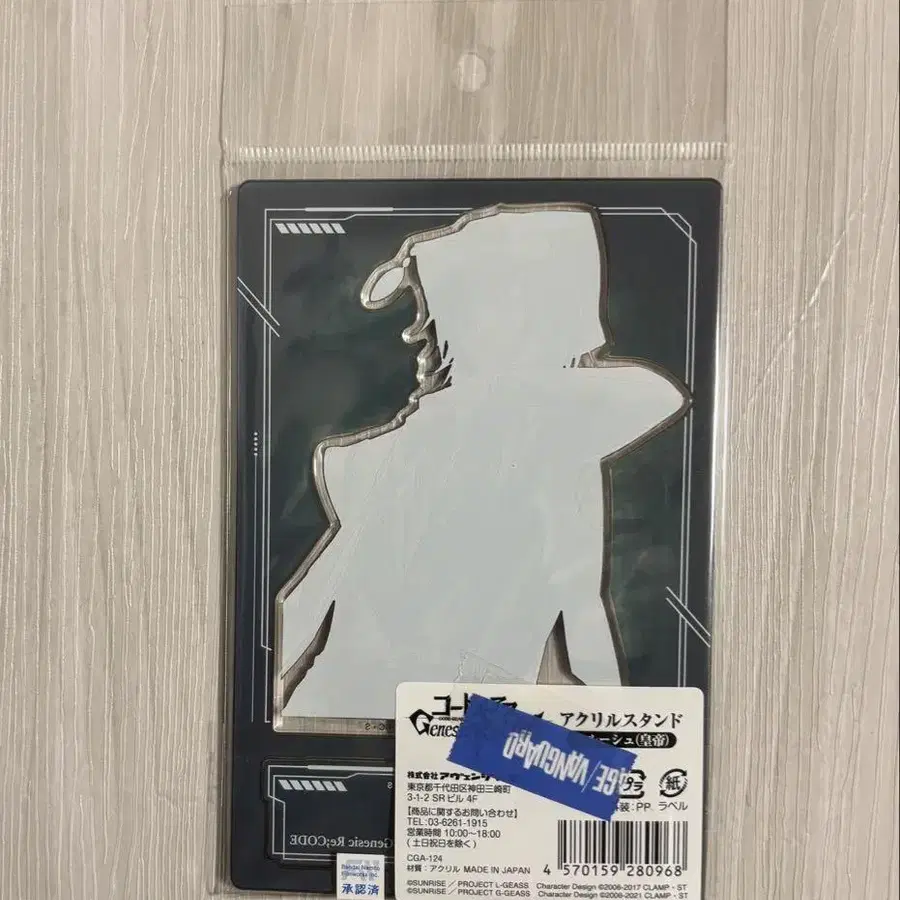 コード
アクリルスタンド
Genes
ーシュ(皇帝)
株式会社アヴェン
東京都千代田区神田三崎町
3-1-2 SRビル 4F
【商品に関するお問い合わせ】
TEL:03-6261-1915
営業時間 10:00~18:00
(土日祝日を除く)
CGA-124
材質:アクリル MADE IN JAPAN
©SUNRISE/PROJECT L-GEASS Character Design ©2006-2017 CLAMP・ST
©SUNRISE/PROJECT G-GEASS Character Design ©2006-2021 CLAMP・ST
/VANGUARD
プラ
紙
装:PP, ラベル
4 570159 280968
Genesic Re;CODE
Bandai Namco
Filmworks Inc.
承認済